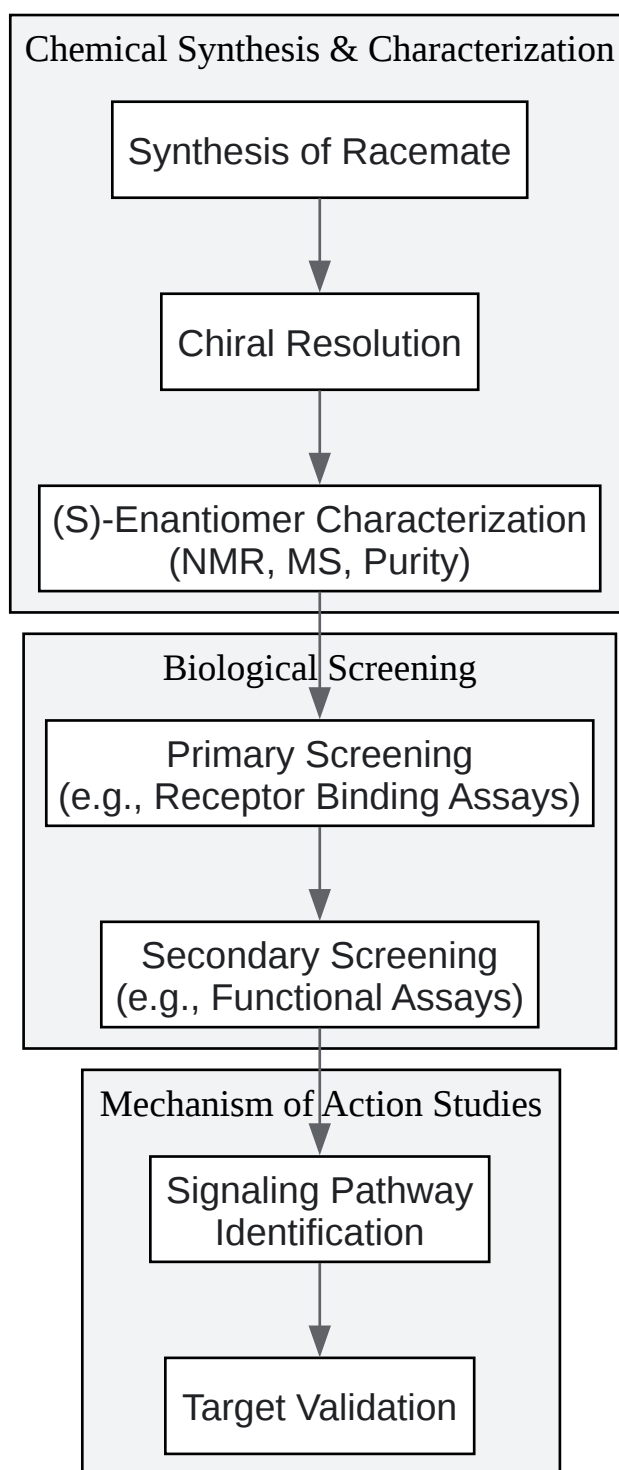 Chemical Synthesis & Characterization
Synthesis of Racemate
Chiral Resolution
(S)-Enantiomer Characterization
(NMR, MS, Purity)
Biological Screening
Primary Screening
(e.g., Receptor Binding Assays)
Secondary Screening
(e.g., Functional Assays)
Mechanism of Action Studies
Signaling Pathway
Identification
Target Validation